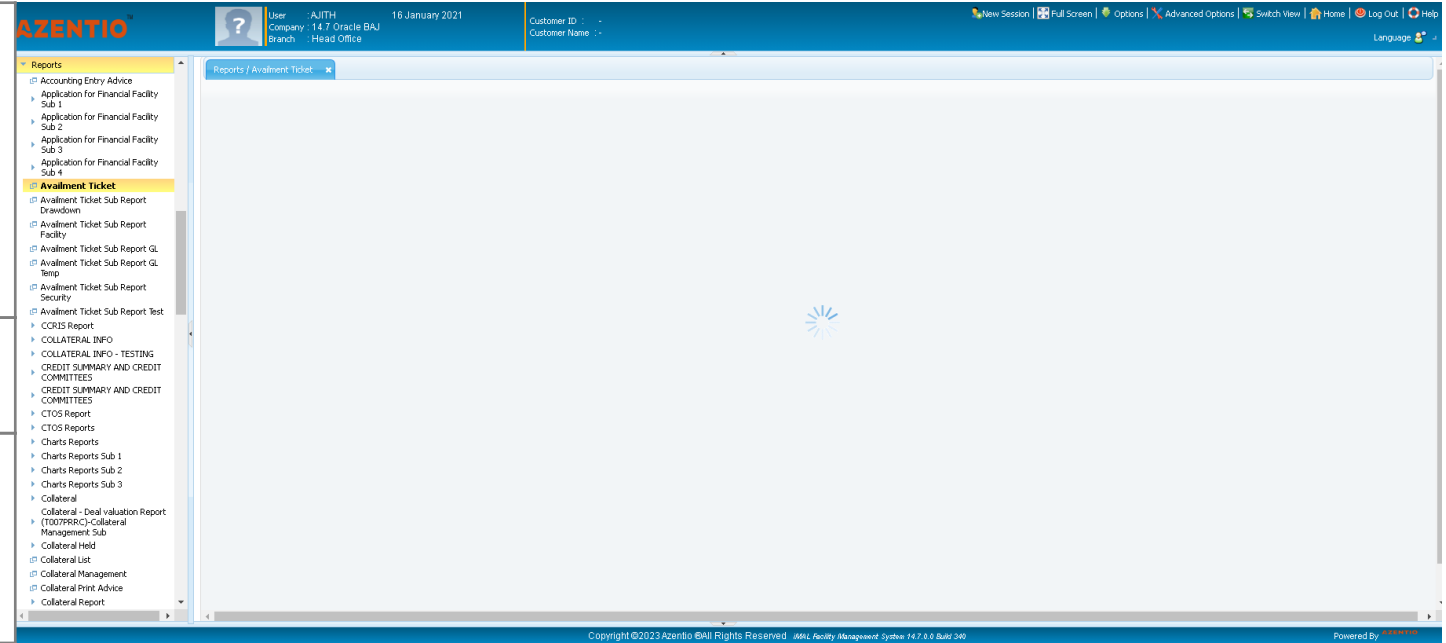 AZENTIO
User : AJITH 16 January 2021
Company : 14.7 Oracle BAJ
Branch : Head Office
Customer ID : -
Customer Name : -
New Session | Full Screen | Options | Advanced Options | Switch View | Home | Log Out | Help
Language
Reports
Accounting Entry Advice
Application for Financial Facility
Sub 1
Application for Financial Facility
Sub 2
Application for Financial Facility
Sub 3
Application for Financial Facility
Sub 4
Availment Ticket
Availment Ticket Sub Report
Drawdown
Availment Ticket Sub Report
Facility
Availment Ticket Sub Report GL
Availment Ticket Sub Report GL
Temp
Availment Ticket Sub Report
Security
Availment Ticket Sub Report Test
CCRIS Report
COLLATERAL INFO
COLLATERAL INFO - TESTING
CREDIT SUMMARY AND CREDIT
COMMITTEES
CREDIT SUMMARY AND CREDIT
COMMITTEES
CTOS Report
CTOS Reports
Charts Reports
Charts Reports Sub 1
Charts Reports Sub 2
Charts Reports Sub 3
Collateral
Collateral - Deal valuation Report
(T007PRRC)-Collateral
Management Sub
Collateral Held
Collateral List
Collateral Management
Collateral Print Advice
Collateral Report
Reports / Availment Ticket
Copyright ©2023 Azentio ®All Rights Reserved iMAL Facility Management System 14.7.0.0 Build 340
Powered By AZENTIO